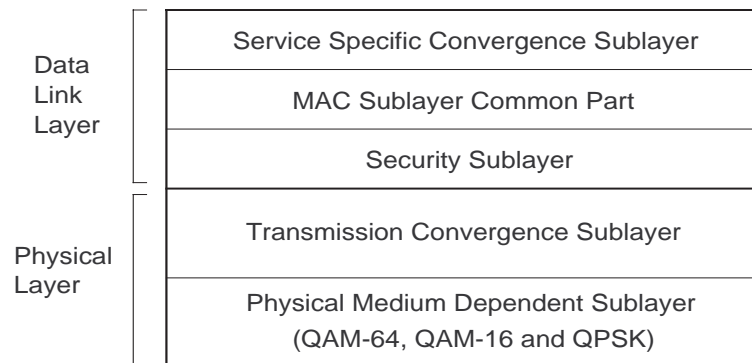 Data
Link
Layer
Service Specific Convergence Sublayer
MAC Sublayer Common Part
Security Sublayer
Physical
Layer
Transmission Convergence Sublayer
Physical Medium Dependent Sublayer
(QAM-64, QAM-16 and QPSK)